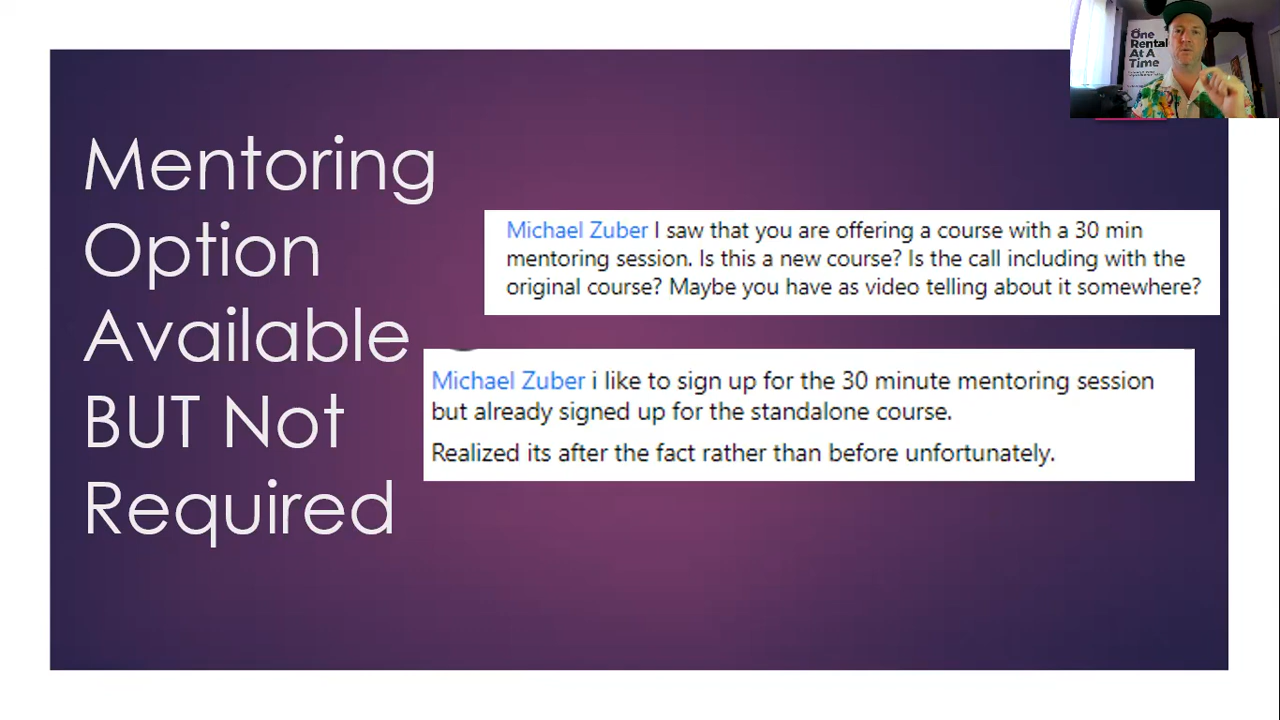 One
Rental
At A
Time
Mentoring
Option
Available
BUT Not
Required
Michael Zuber I saw that you are offering a course with a 30 min
mentoring session. Is this a new course? Is the call including with the
original course? Maybe you have as video telling about it somewhere?
Michael Zuber i like to sign up for the 30 minute mentoring session
but already signed up for the standalone course.
Realized its after the fact rather than before unfortunately.